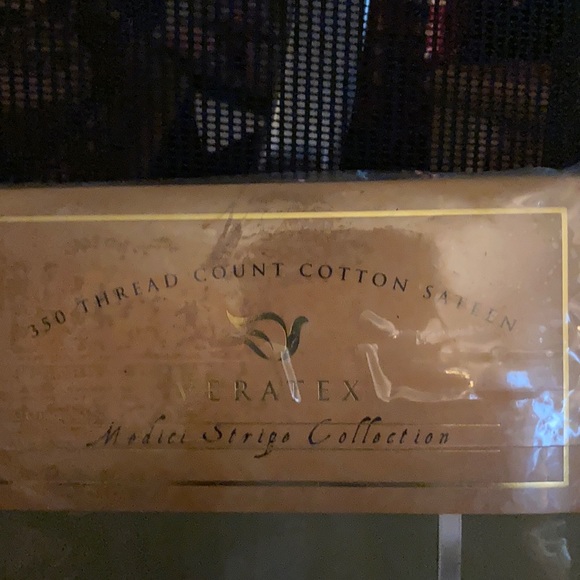 350 THREAD COUNT COTTON SATEEN
VERATEX
Medici Stripe Collection